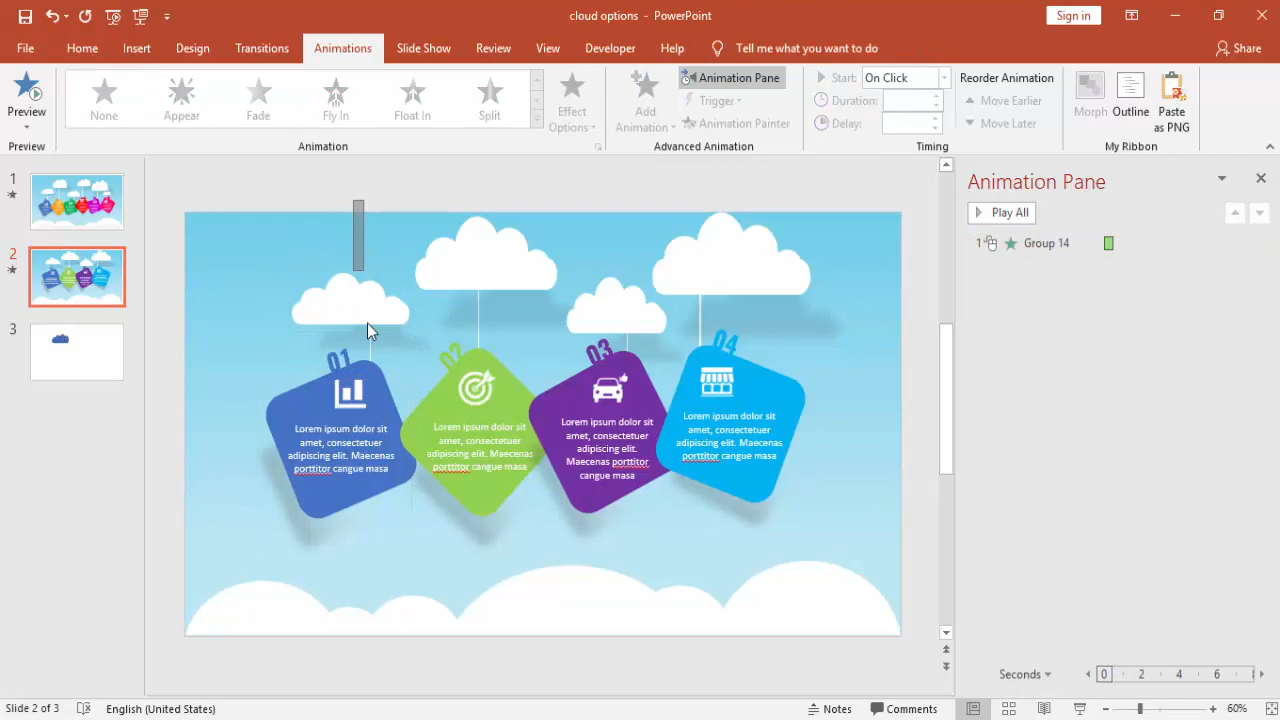 cloud options - PowerPoint
Sign in
File Home Insert Design Transitions Animations Slide Show Review View Developer Help Tell me what you want to do Share
Preview
None
Appear
Fade
Fly In
Float In
Split
Effect
Options
Add
Animation
Animation Pane
Trigger
Animation Painter
Start: On Click
Duration:
Delay:
Reorder Animation
Move Earlier
Move Later
Morph
Outline
Paste
as PNG
Preview
Animation
Advanced Animation
Timing
My Ribbon
1
2
3
01
Lorem ipsum dolor sit
amet, consectetuer
adipiscing elit. Maecenas
porttitor cangue masa
02
Lorem ipsum dolor sit
amet, consectetuer
adipiscing elit. Maecenas
porttitor cangue masa
03
Lorem ipsum dolor sit
amet, consectetuer
adipiscing elit.
Maecenas porttitor
cangue masa
04
Lorem ipsum dolor sit
amet, consectetuer
adipiscing elit. Maecenas
porttitor cangue masa
Animation Pane
Play All
1 Group 14
Seconds 0 2 4 6
Slide 2 of 3
English (United States)
Notes
Comments
60%